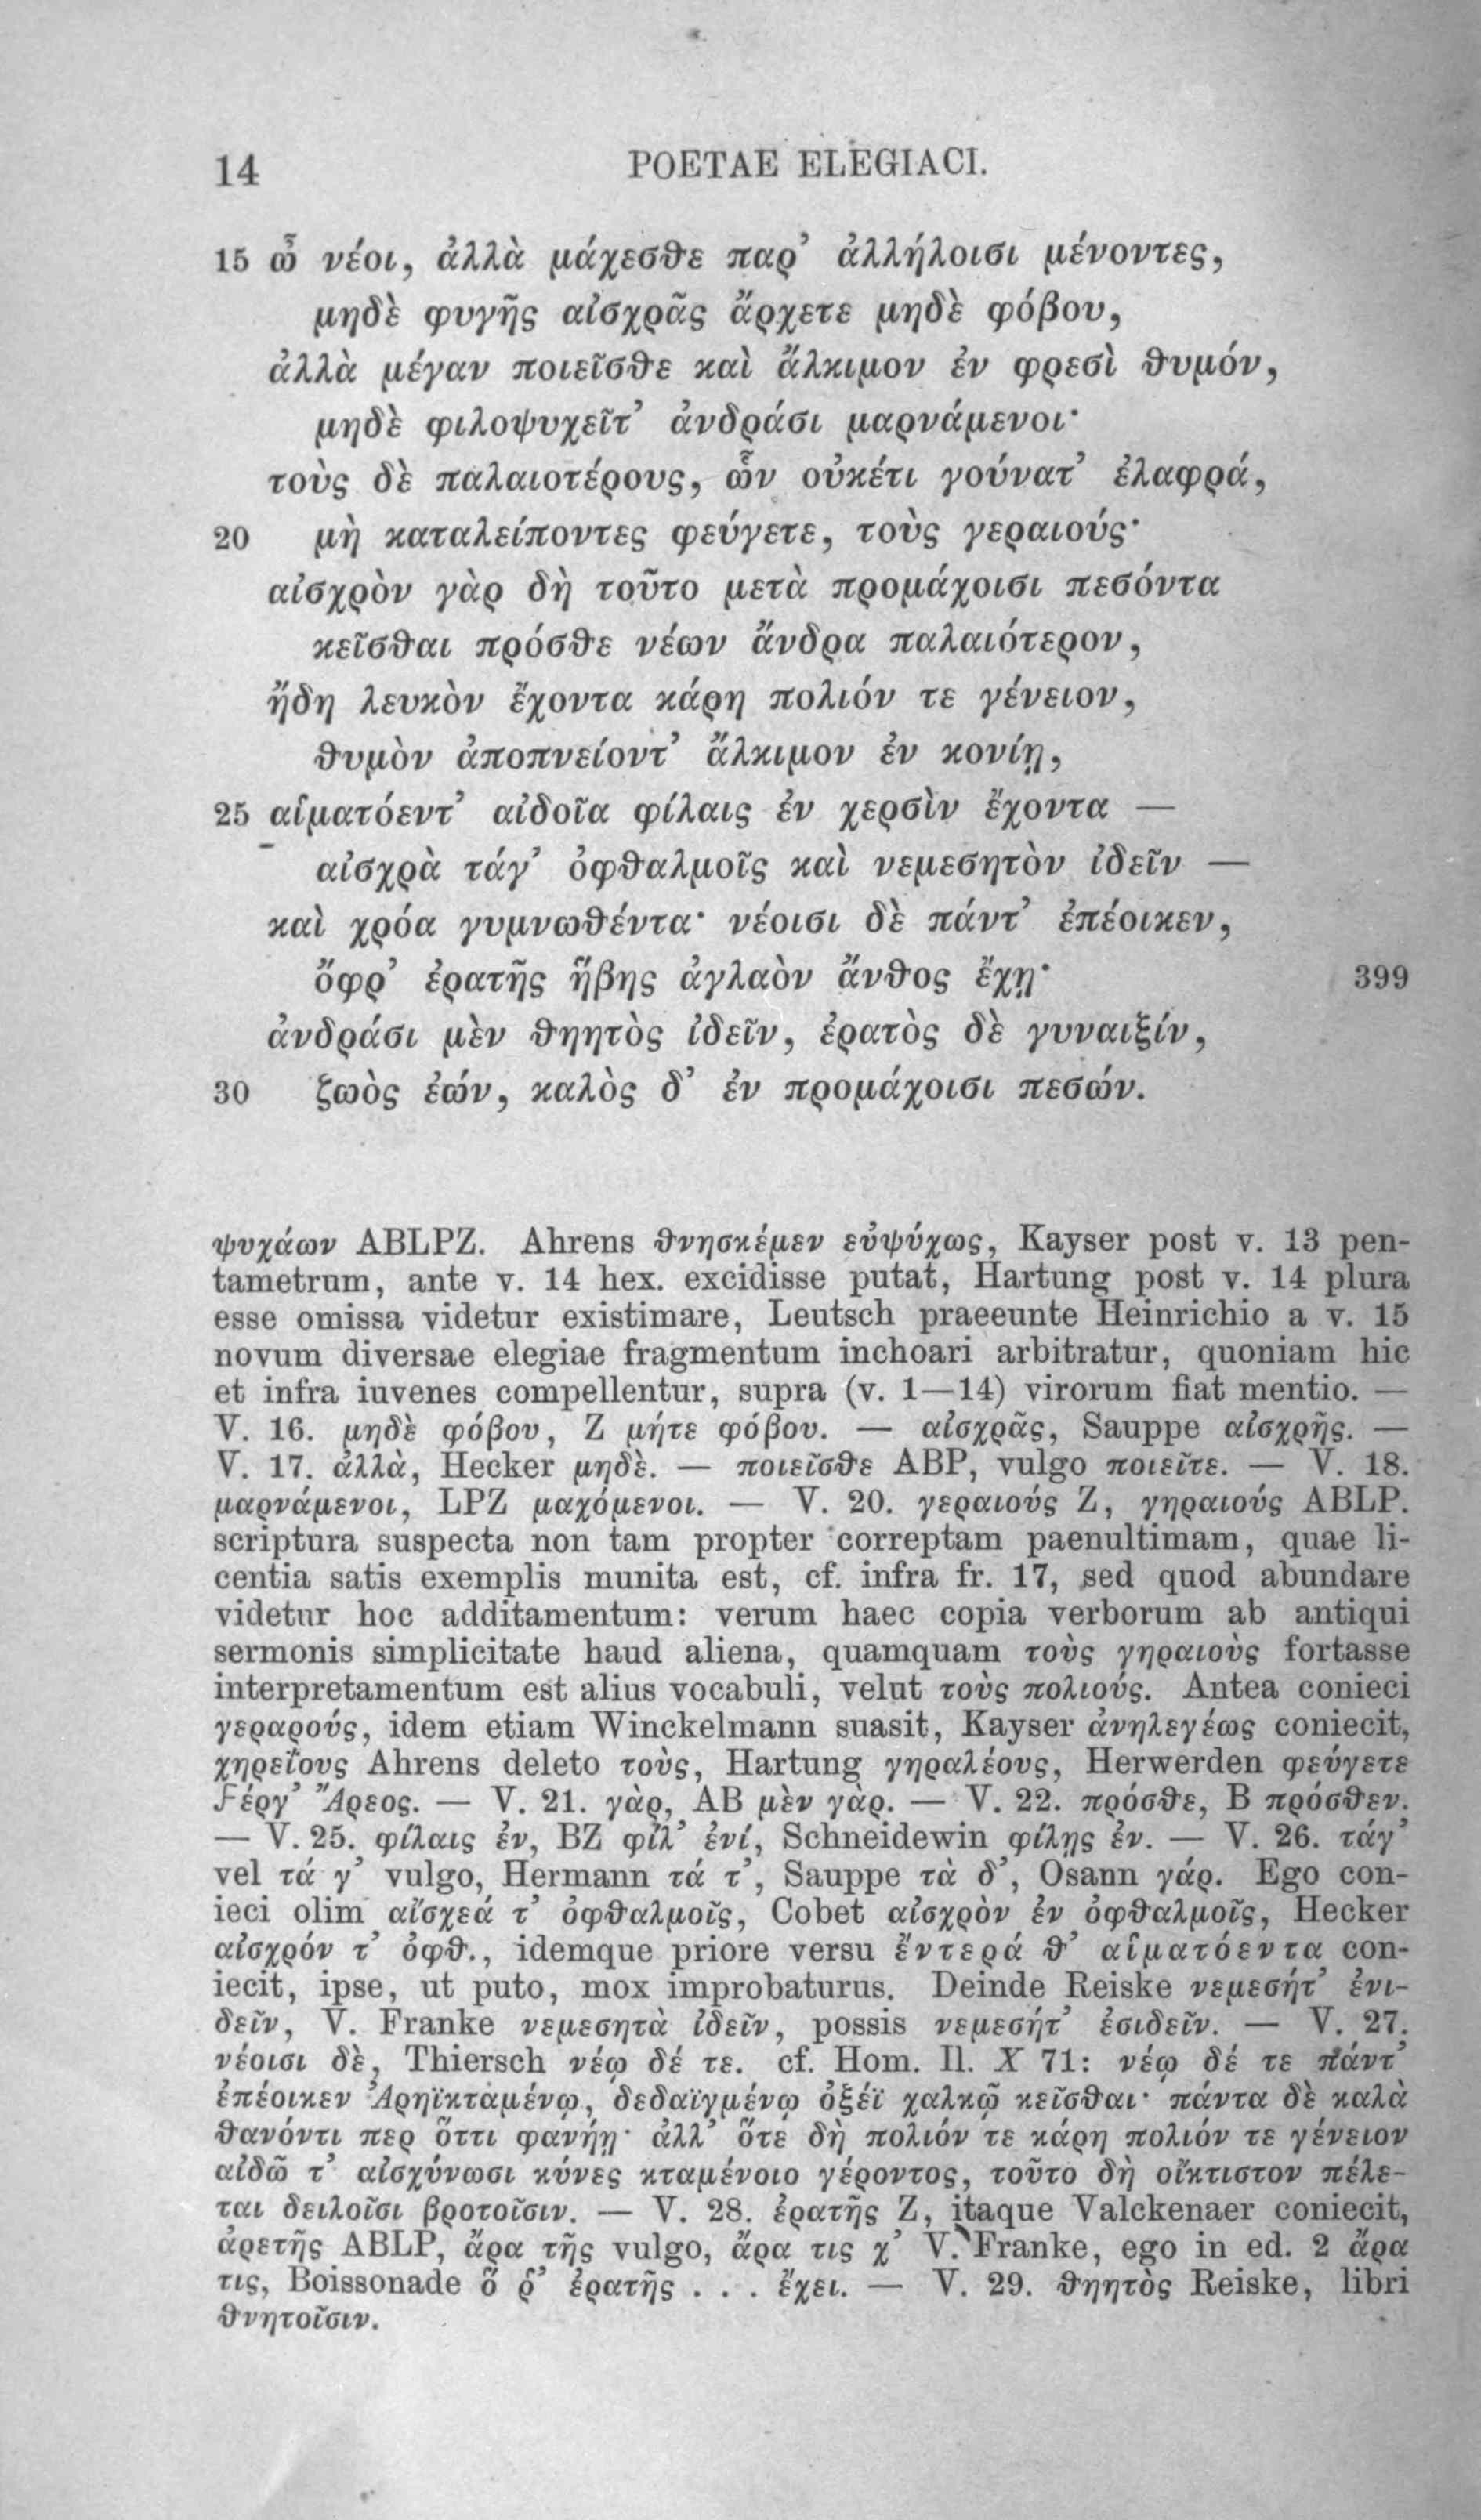 14 POETAE ELEGIACI.
15 ὦ νέοι, ἀλλὰ μάχεσθε παρ’ ἀλλήλοισι μένοντες,
μηδὲ φυγῆς αἰσχρᾶς ἄρχετε μηδὲ φόβου,
ἀλλὰ μέγαν ποιεῖσθε καὶ ἄλκιμον ἐν φρεσὶ θυμόν,
μηδὲ φιλοψυχεῖτ’ ἀνδράσι μαρνάμενοι·
τοὺς δὲ παλαιοτέρους, ὧν οὐκέτι γούνατ’ ἐλαφρά,
20 μὴ καταλείποντες φεύγετε, τοὺς γεραιούς·
αἰσχρὸν γὰρ δὴ τοῦτο μετὰ προμάχοισι πεσόντα
κεῖσθαι πρόσθε νέων ἄνδρα παλαιότερον,
ἤδη λευκὸν ἔχοντα κάρη πολιόν τε γένειον,
θυμὸν ἀποπνείοντ’ ἄλκιμον ἐν κονίῃ,
25 αἱματόεντ’ αἰδοῖα φίλαις ἐν χερσὶν ἔχοντα —
αἰσχρὰ τάγ’ ὀφθαλμοῖς καὶ νεμεσητὸν ἰδεῖν —
καὶ χρόα γυμνωθέντα· νέοισι δὲ πάντ’ ἐπέοικεν,
ὄφρ’ ἐρατῆς ἥβης ἀγλαὸν ἄνθος ἔχῃ· 399
ἀνδράσι μὲν θηητὸς ἰδεῖν, ἐρατὸς δὲ γυναιξίν,
30 ζωὸς ἐών, καλὸς δ’ ἐν προμάχοισι πεσών.
ψυχάων ABLPZ. Ahrens θνησκέμεν εὐψύχως, Kayser post v. 13 pen-
tametrum, ante v. 14 hex. excidisse putat, Hartung post v. 14 plura
esse omissa videtur existimare, Leutsch praeeunte Heinrichio a v. 15
novum diversae elegiae fragmentum inchoari arbitratur, quoniam hic
et infra iuvenes compellentur, supra (v. 1—14) virorum fiat mentio. —
V. 16. μηδὲ φόβου, Z μήτε φόβου. — αἰσχρᾶς, Sauppe αἰσχρῆς. —
V. 17. ἀλλὰ, Hecker μηδὲ. — ποιεῖσθε ABP, vulgo ποιεῖτε. — V. 18.
μαρνάμενοι, LPZ μαχόμενοι. — V. 20. γεραιούς Z, γηραιούς ABLP.
scriptura suspecta non tam propter correptam paenultimam, quae li-
centia satis exemplis munita est, cf. infra fr. 17, sed quod abundare
videtur hoc additamentum: verum haec copia verborum ab antiqui
sermonis simplicitate haud aliena, quamquam τοὺς γηραιοὺς fortasse
interpretamentum est alius vocabuli, velut τοὺς πολιούς. Antea conieci
γεραρούς, idem etiam Winckelmann suasit, Kayser ἀνηλεγέως coniecit,
χηρεΐους Ahrens deleto τοὺς, Hartung γηραλέους, Herwerden φεύγετε
ϝέργ’ Ἄρεος. — V. 21. γὰρ, AB μὲν γὰρ. — V. 22. πρόσθε, B πρόσθεν.
— V. 25. φίλαις ἐν, BZ φίλ’ ἐνί, Schneidewin φίλῃς ἐν. — V. 26. τάγ’
vel τά γ’ vulgo, Hermann τά τ’, Sauppe τὰ δ’, Osann γάρ. Ego con-
ieci olim αἴσχεά τ’ ὀφθαλμοῖς, Cobet αἰσχρὸν ἐν ὀφθαλμοῖς, Hecker
αἰσχρόν τ’ ὀφθ., idemque priore versu ἔντερά θ’ αἱματόεντα con-
iecit, ipse, ut puto, mox improbaturus. Deinde Reiske νεμεσήτ’ ἐνι-
δεῖν, V. Franke νεμεσητὰ ἰδεῖν, possis νεμεσήτ’ ἐσιδεῖν. — V. 27.
νέοισι δὲ, Thiersch νέῳ δέ τε. cf. Hom. Il. X 71: νέῳ δέ τε πάντ’
ἐπέοικεν Ἀρηϊκταμένῳ, δεδαϊγμένῳ ὀξέϊ χαλκῷ κεῖσθαι· πάντα δὲ καλὰ
θανόντι περ ὅττι φανήῃ· ἀλλ’ ὅτε δὴ πολιόν τε κάρη πολιόν τε γένειον
αἰδῶ τ’ αἰσχύνωσι κύνες κταμένοιο γέροντος, τοῦτο δὴ οἴκτιστον πέλε-
ται δειλοῖσι βροτοῖσιν. — V. 28. ἐρατῆς Z, itaque Valckenaer coniecit,
ἀρετῆς ABLP, ἄρα τῆς vulgo, ἄρα τις χ’ V. Franke, ego in ed. 2 ἄρα
τις, Boissonade ὅ ῥ’ ἐρατῆς . . . ἔχει. — V. 29. θηητὸς Reiske, libri
θνητοῖσιν.